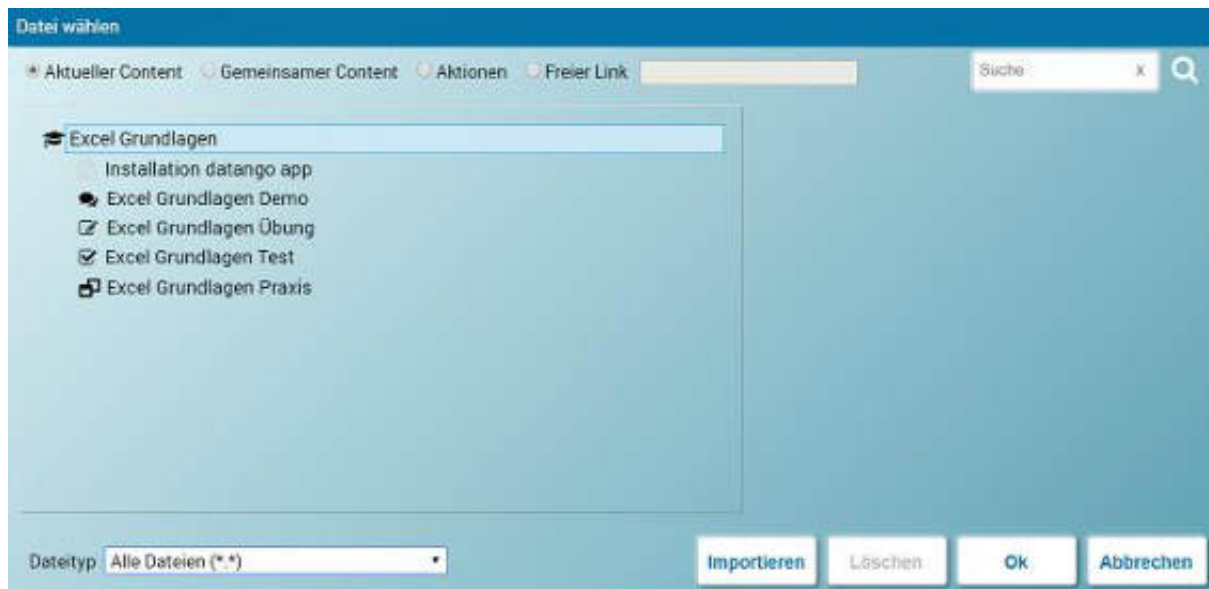 Datei wählen
Aktueller Content Gemeinsamer Content Aktionen Freier Link Suche x
Excel Grundlagen
Installation datango app
Excel Grundlagen Demo
Excel Grundlagen Übung
Excel Grundlagen Test
Excel Grundlagen Praxis
Dateityp Alle Dateien (*.*) Importieren Löschen Ok Abbrechen